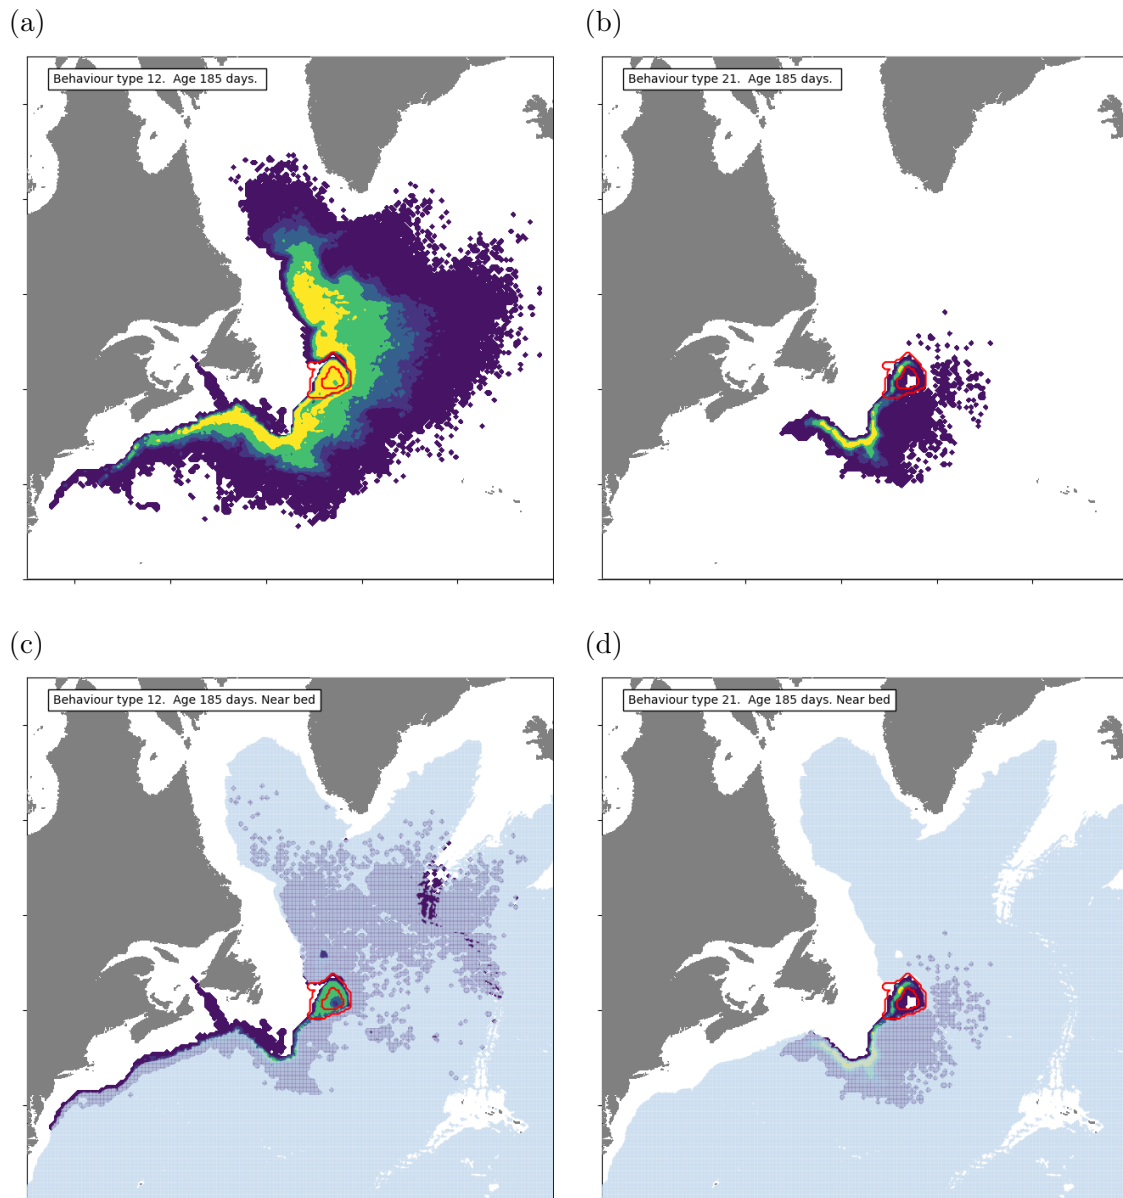 (a)
(b)
Behaviour type 12.  Age 185 days.
Behaviour type 21.  Age 185 days.
(c)
(d)
Behaviour type 12.  Age 185 days. Near bed
Behaviour type 21.  Age 185 days. Near bed